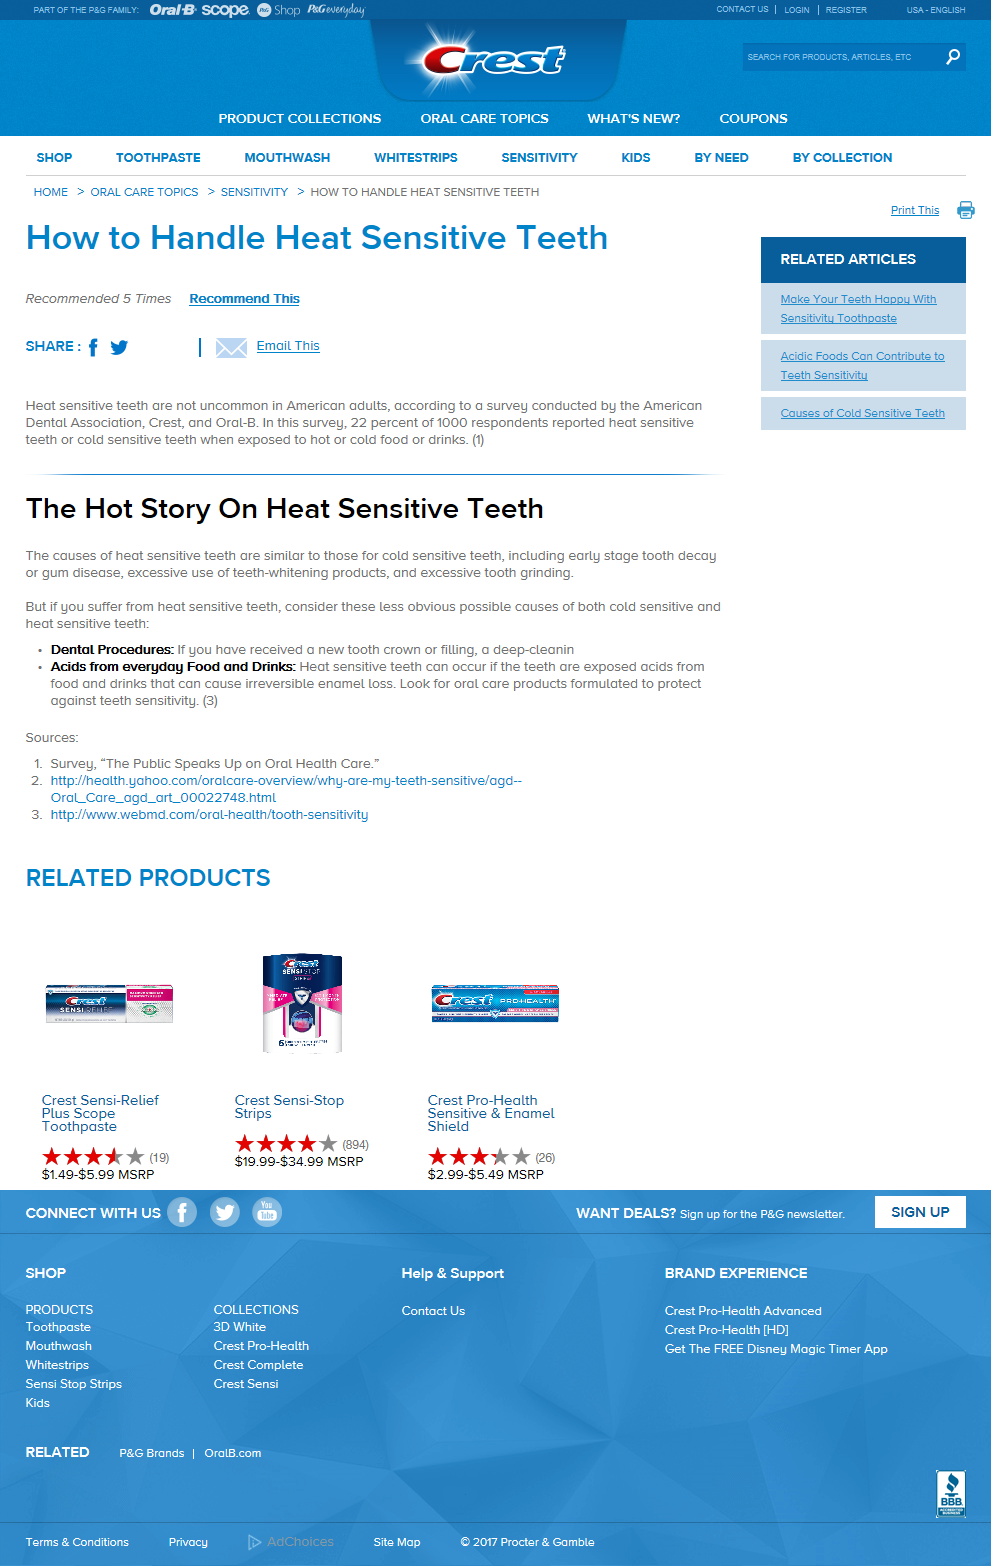 PART OF THE P&G FAMILY: Oral-B scope. P&G Shop P&G everyday
CONTACT US | LOGIN | REGISTER USA - ENGLISH
Crest
SEARCH FOR PRODUCTS, ARTICLES, ETC
PRODUCT COLLECTIONS ORAL CARE TOPICS WHAT'S NEW? COUPONS
SHOP TOOTHPASTE MOUTHWASH WHITESTRIPS SENSITIVITY KIDS BY NEED BY COLLECTION
HOME > ORAL CARE TOPICS > SENSITIVITY > HOW TO HANDLE HEAT SENSITIVE TEETH
Print This
How to Handle Heat Sensitive Teeth
RELATED ARTICLES
Make Your Teeth Happy With
Sensitivity Toothpaste
Acidic Foods Can Contribute to
Teeth Sensitivity
Causes of Cold Sensitive Teeth
Recommended 5 Times Recommend This
SHARE : | Email This
Heat sensitive teeth are not uncommon in American adults, according to a survey conducted by the American
Dental Association, Crest, and Oral-B. In this survey, 22 percent of 1000 respondents reported heat sensitive
teeth or cold sensitive teeth when exposed to hot or cold food or drinks. (1)
The Hot Story On Heat Sensitive Teeth
The causes of heat sensitive teeth are similar to those for cold sensitive teeth, including early stage tooth decay
or gum disease, excessive use of teeth-whitening products, and excessive tooth grinding.
But if you suffer from heat sensitive teeth, consider these less obvious possible causes of both cold sensitive and
heat sensitive teeth:
• Dental Procedures: If you have received a new tooth crown or filling, a deep-cleanin
• Acids from everyday Food and Drinks: Heat sensitive teeth can occur if the teeth are exposed acids from
food and drinks that can cause irreversible enamel loss. Look for oral care products formulated to protect
against teeth sensitivity. (3)
Sources:
1. Survey, “The Public Speaks Up on Oral Health Care.”
2. http://health.yahoo.com/oralcare-overview/why-are-my-teeth-sensitive/agd--
Oral_Care_agd_art_00022748.html
3. http://www.webmd.com/oral-health/tooth-sensitivity
RELATED PRODUCTS
Crest
SENSI RELIEF
Crest
SENSI STOP
STRIPS
6
Crest PRO-HEALTH
Crest Sensi-Relief
Plus Scope
Toothpaste
(19)
$1.49-$5.99 MSRP
Crest Sensi-Stop
Strips
(894)
$19.99-$34.99 MSRP
Crest Pro-Health
Sensitive & Enamel
Shield
(26)
$2.99-$5.49 MSRP
CONNECT WITH US You Tube
WANT DEALS? Sign up for the P&G newsletter. SIGN UP
SHOP
PRODUCTS
Toothpaste
Mouthwash
Whitestrips
Sensi Stop Strips
Kids
COLLECTIONS
3D White
Crest Pro-Health
Crest Complete
Crest Sensi
Help & Support
Contact Us
BRAND EXPERIENCE
Crest Pro-Health Advanced
Crest Pro-Health [HD]
Get The FREE Disney Magic Timer App
RELATED P&G Brands | OralB.com
BBB
ACCREDITED
BUSINESS
Terms & Conditions Privacy AdChoices Site Map © 2017 Procter & Gamble